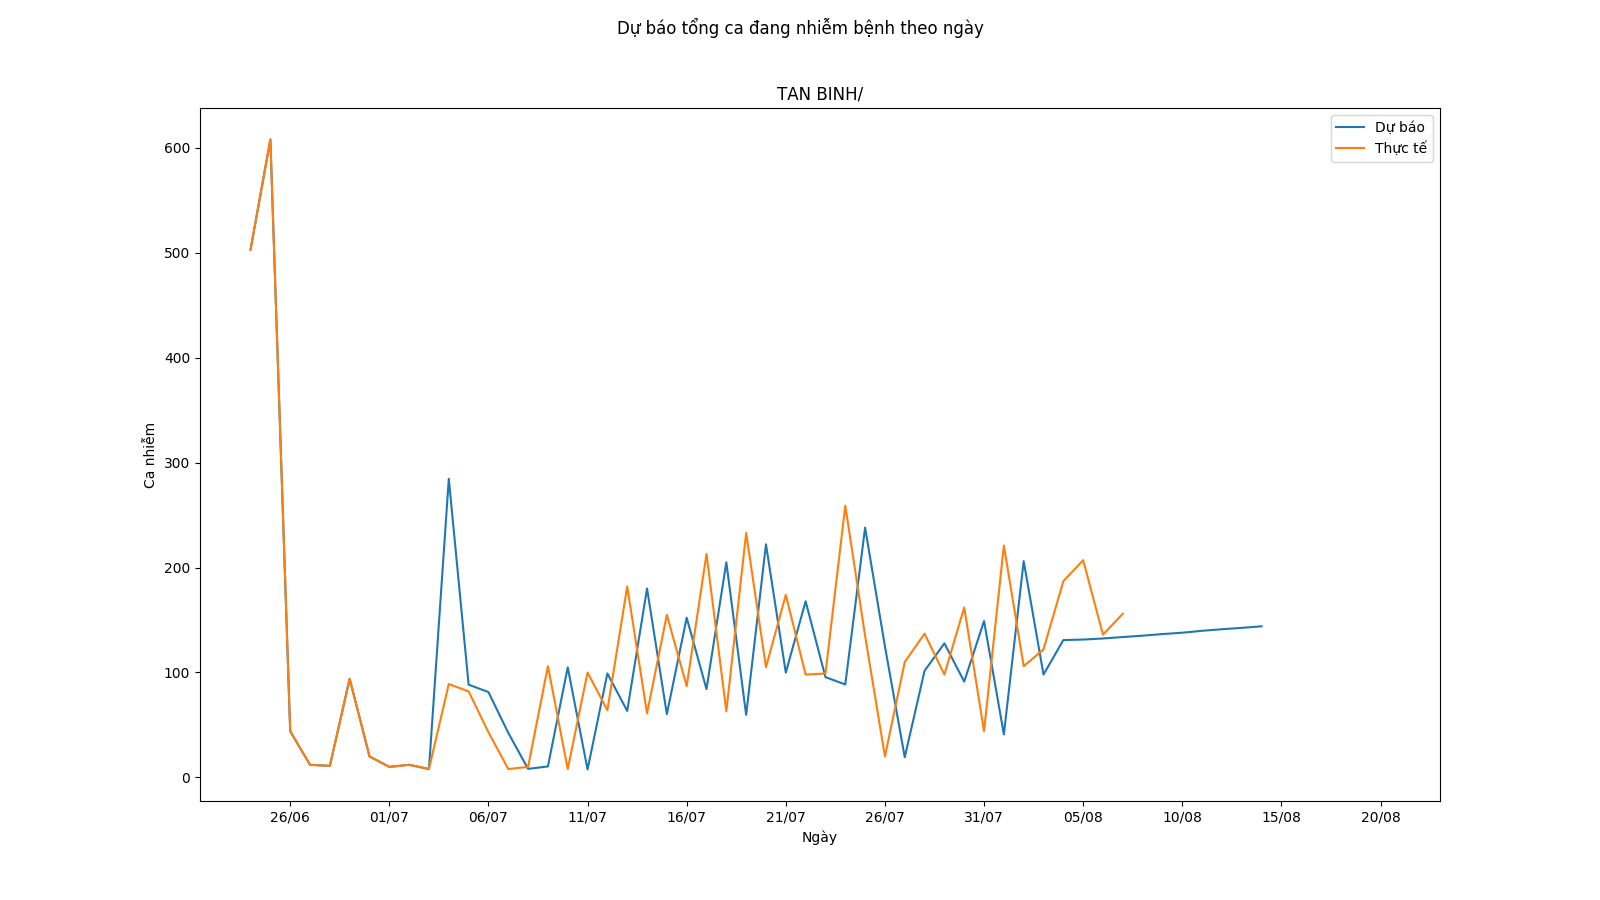 Dự báo tổng ca đang nhiễm bệnh theo ngày
TAN BINH/
Dự báo
Thực tế
600
500
400
300
200
100
0
Ca nhiễm
26/06 01/07 06/07 11/07 16/07 21/07 26/07 31/07 05/08 10/08 15/08 20/08
Ngày